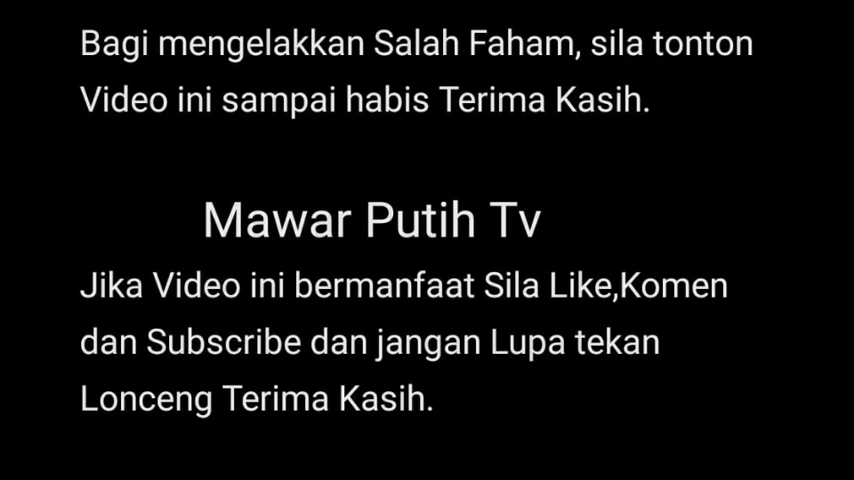 Bagi mengelakkan Salah Faham, sila tonton
Video ini sampai habis Terima Kasih.
Mawar Putih Tv
Jika Video ini bermanfaat Sila Like,Komen
dan Subscribe dan jangan Lupa tekan
Lonceng Terima Kasih.